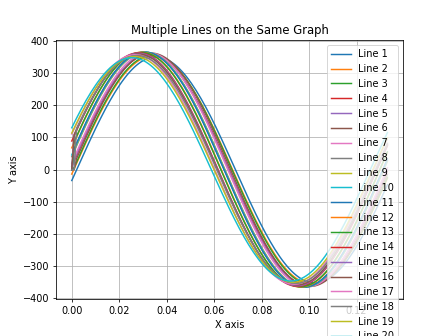 Multiple Lines on the Same Graph
400
300
200
100
0
-100
-200
-300
-400
Y axis
0.00
0.02
0.04
0.06
0.08
0.10
X axis
Line 1
Line 2
Line 3
Line 4
Line 5
Line 6
Line 7
Line 8
Line 9
Line 10
Line 11
Line 12
Line 13
Line 14
Line 15
Line 16
Line 17
Line 18
Line 19
Line 20